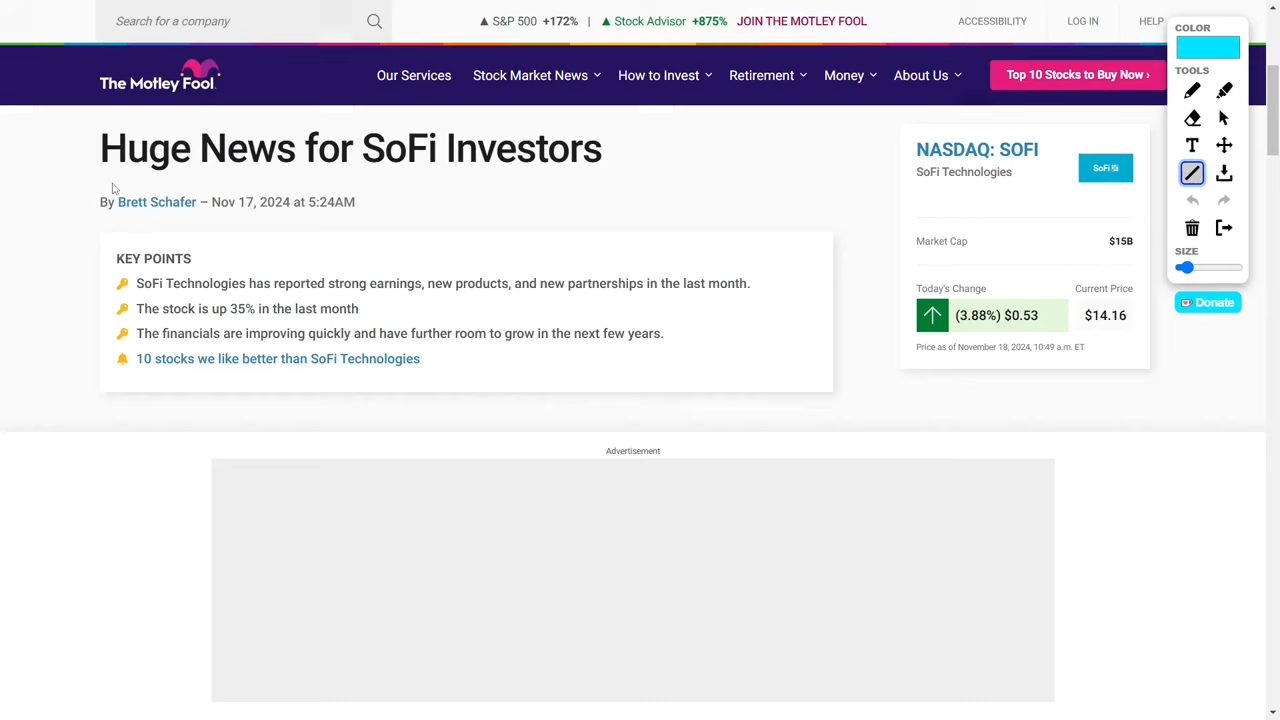 Search for a company
▲ S&P 500 +172% | ▲ Stock Advisor +875% JOIN THE MOTLEY FOOL
ACCESSIBILITY LOG IN HELP
The Motley Fool
Our Services Stock Market News How to Invest Retirement Money About Us Top 10 Stocks to Buy Now ›
Huge News for SoFi Investors
By Brett Schafer – Nov 17, 2024 at 5:24AM
KEY POINTS
SoFi Technologies has reported strong earnings, new products, and new partnerships in the last month.
The stock is up 35% in the last month
The financials are improving quickly and have further room to grow in the next few years.
10 stocks we like better than SoFi Technologies
NASDAQ: SOFI
SoFi Technologies
SoFi
Market Cap $15B
Today's Change Current Price
(3.88%) $0.53 $14.16
Price as of November 18, 2024, 10:49 a.m. ET
Advertisement
COLOR
TOOLS
T
SIZE
Donate